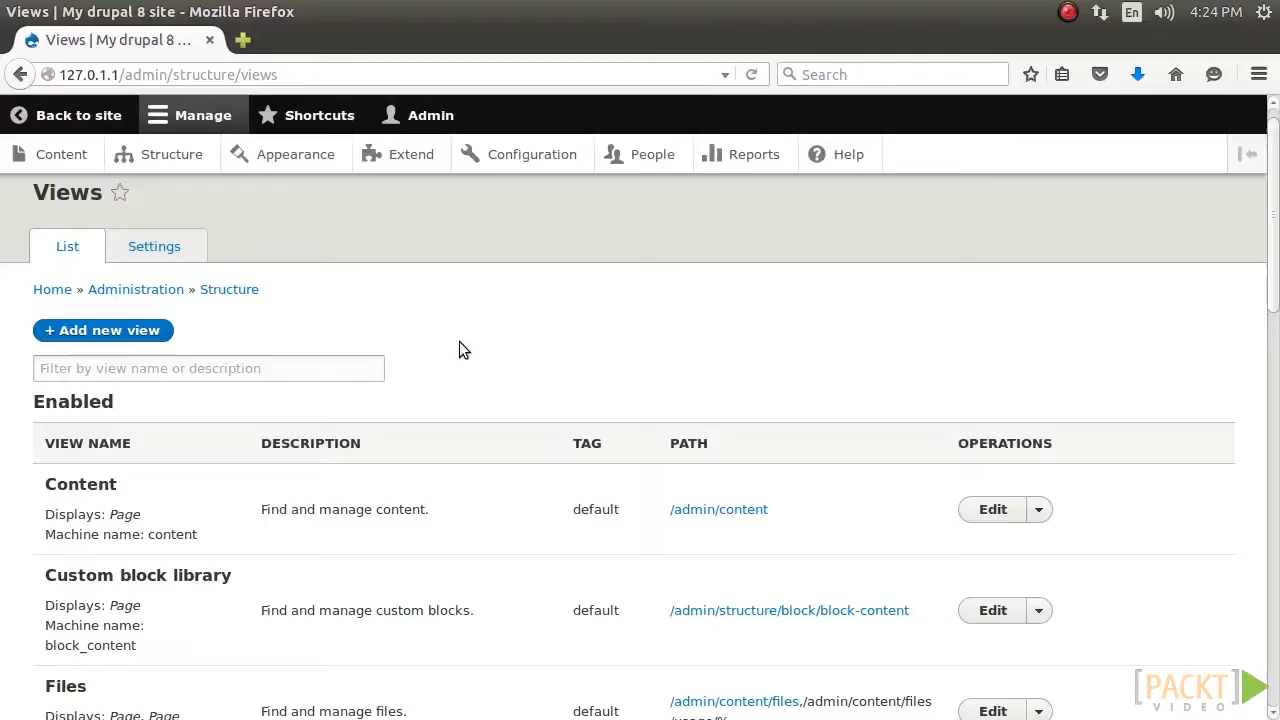 Views | My drupal 8 site - Mozilla Firefox
En
4:24 PM
Views | My drupal 8 ...
127.0.1.1/admin/structure/views
Search
Back to site
Manage
Shortcuts
Admin
Content
Structure
Appearance
Extend
Configuration
People
Reports
Help
Views
List
Settings
Home » Administration » Structure
+ Add new view
Filter by view name or description
Enabled
VIEW NAME DESCRIPTION TAG PATH OPERATIONS
Content
Displays: Page
Machine name: content
Find and manage content.
default
/admin/content
Edit
Custom block library
Displays: Page
Machine name:
block_content
Find and manage custom blocks.
default
/admin/structure/block/block-content
Edit
Files
Displays: Page, Page
Find and manage files.
default
/admin/content/files,/admin/content/files
/usage/%
Edit
[PACKT]
VIDEO